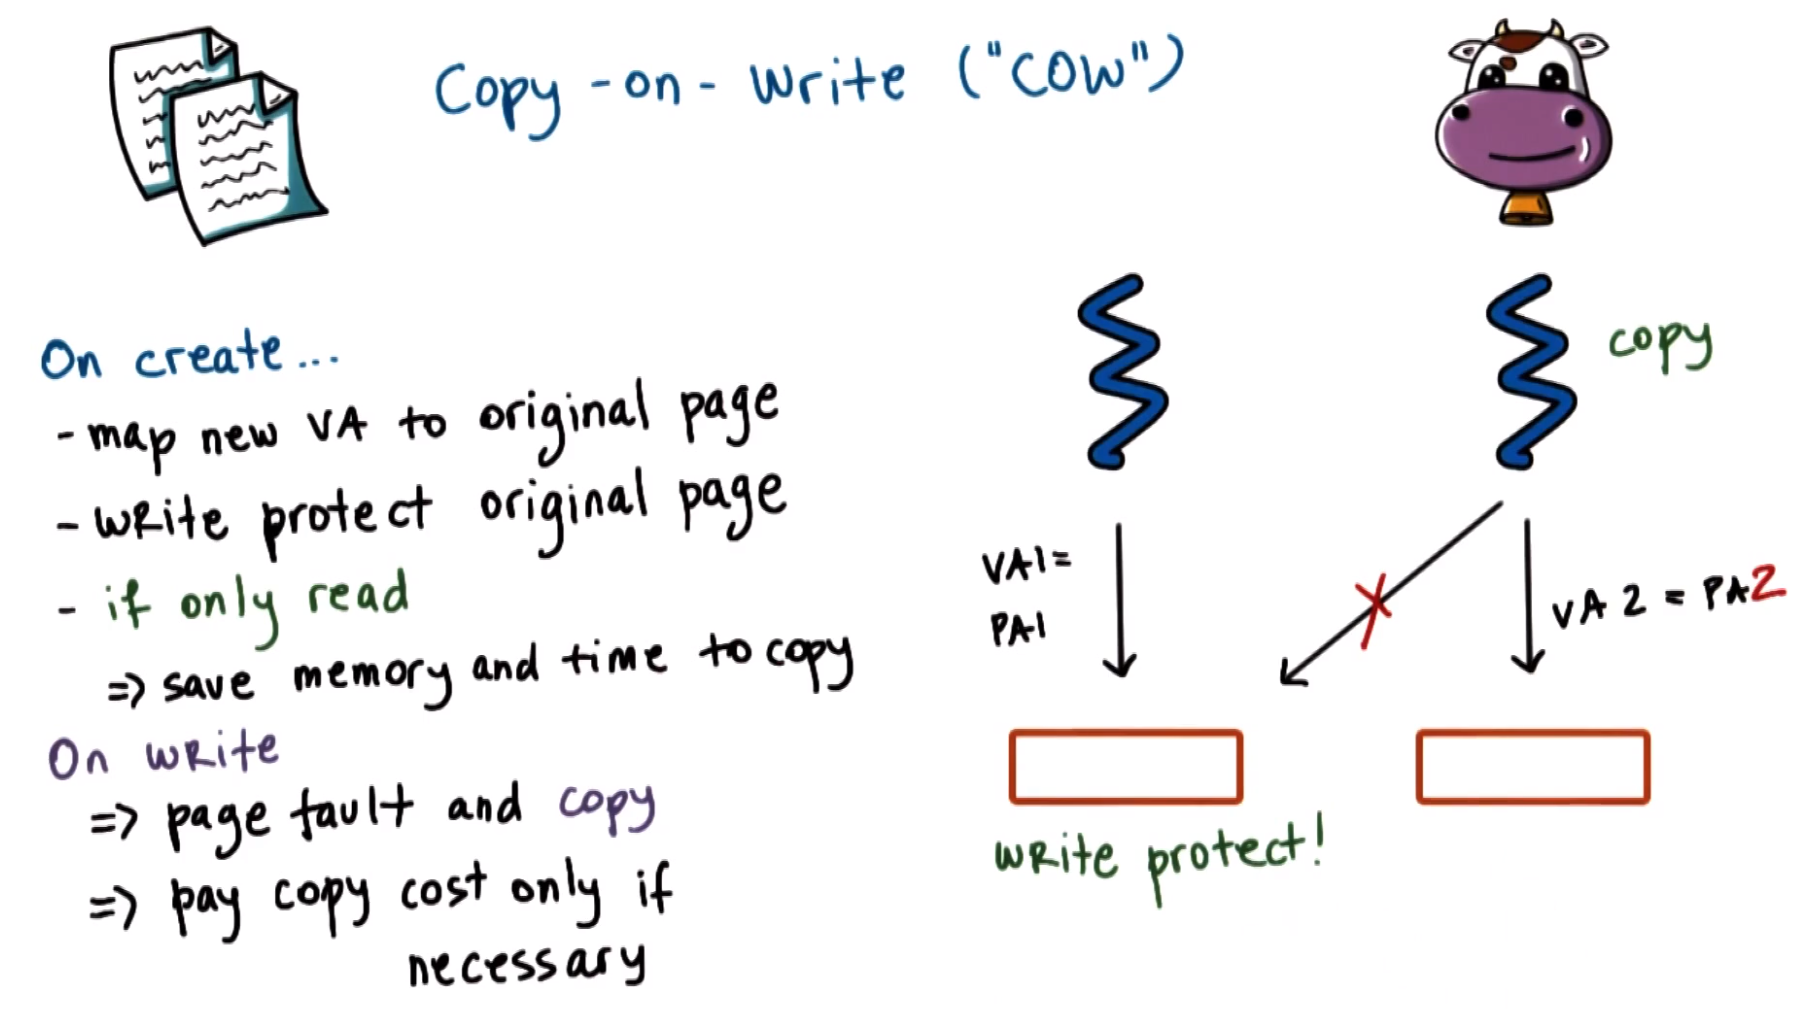 Copy-on-Write ("COW")
On create...
- map new VA to original page
- write protect original page
- if only read
=> save memory and time to copy
On write
=> page fault and copy
=> pay copy cost only if
necessary
copy
VA1=
PA1
VA2 = PA2
write protect!